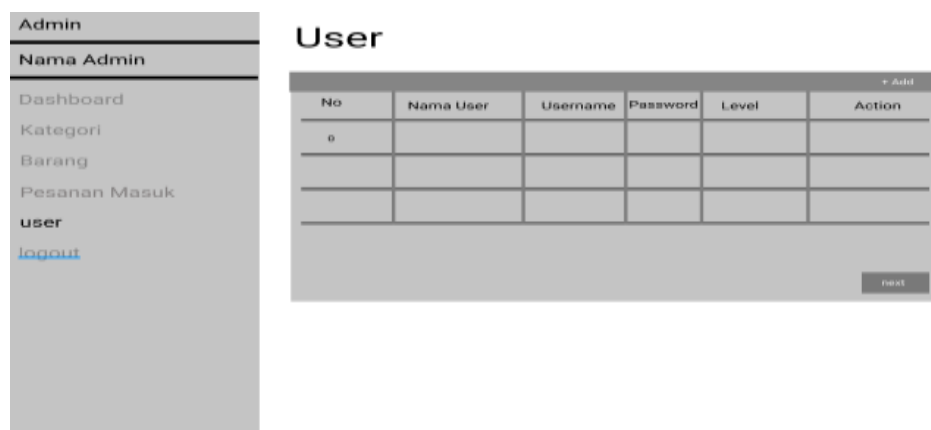 Admin
Nama Admin
Dashboard
Kategori
Barang
Pesanan Masuk
user
logout
User
+ Add
No Nama User Username Password Level Action
0
next